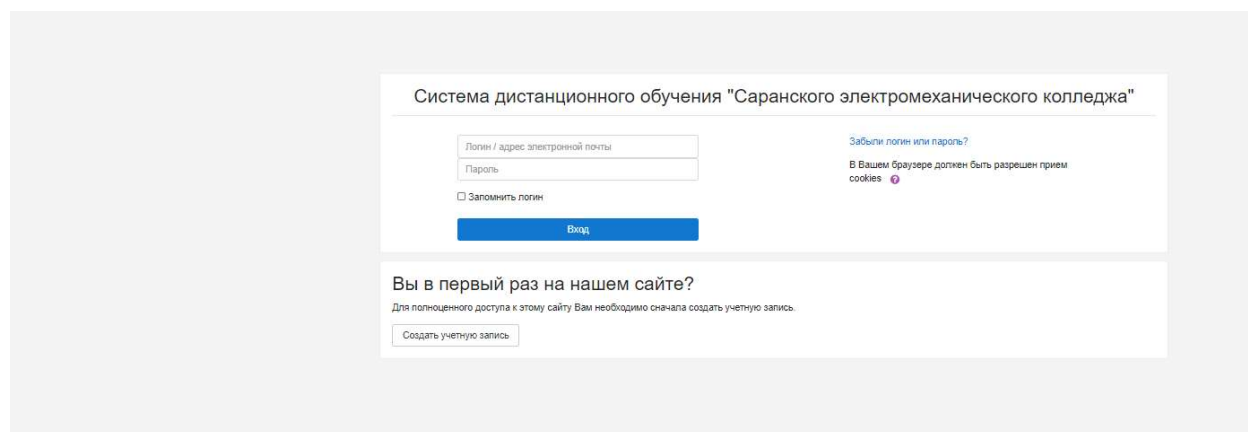 Система дистанционного обучения "Саранского электромеханического колледжа"
Логин / адрес электронной почты
Пароль
Запомнить логин
Вход
Забыли логин или пароль?
В Вашем браузере должен быть разрешен прием
cookies ?
Вы в первый раз на нашем сайте?
Для полноценного доступа к этому сайту Вам необходимо сначала создать учетную запись.
Создать учетную запись